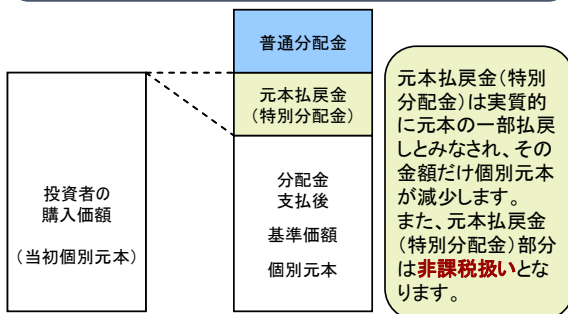 普通分配金
元本払戻金
(特別分配金)
投資者の
購入価額
(当初個別元本)
分配金
支払後
基準価額
個別元本
元本払戻金(特別
分配金)は実質的
に元本の一部払戻
しとみなされ、その
金額だけ個別元本
が減少します。
また、元本払戻金
(特別分配金)部分
は非課税扱いとな
ります。